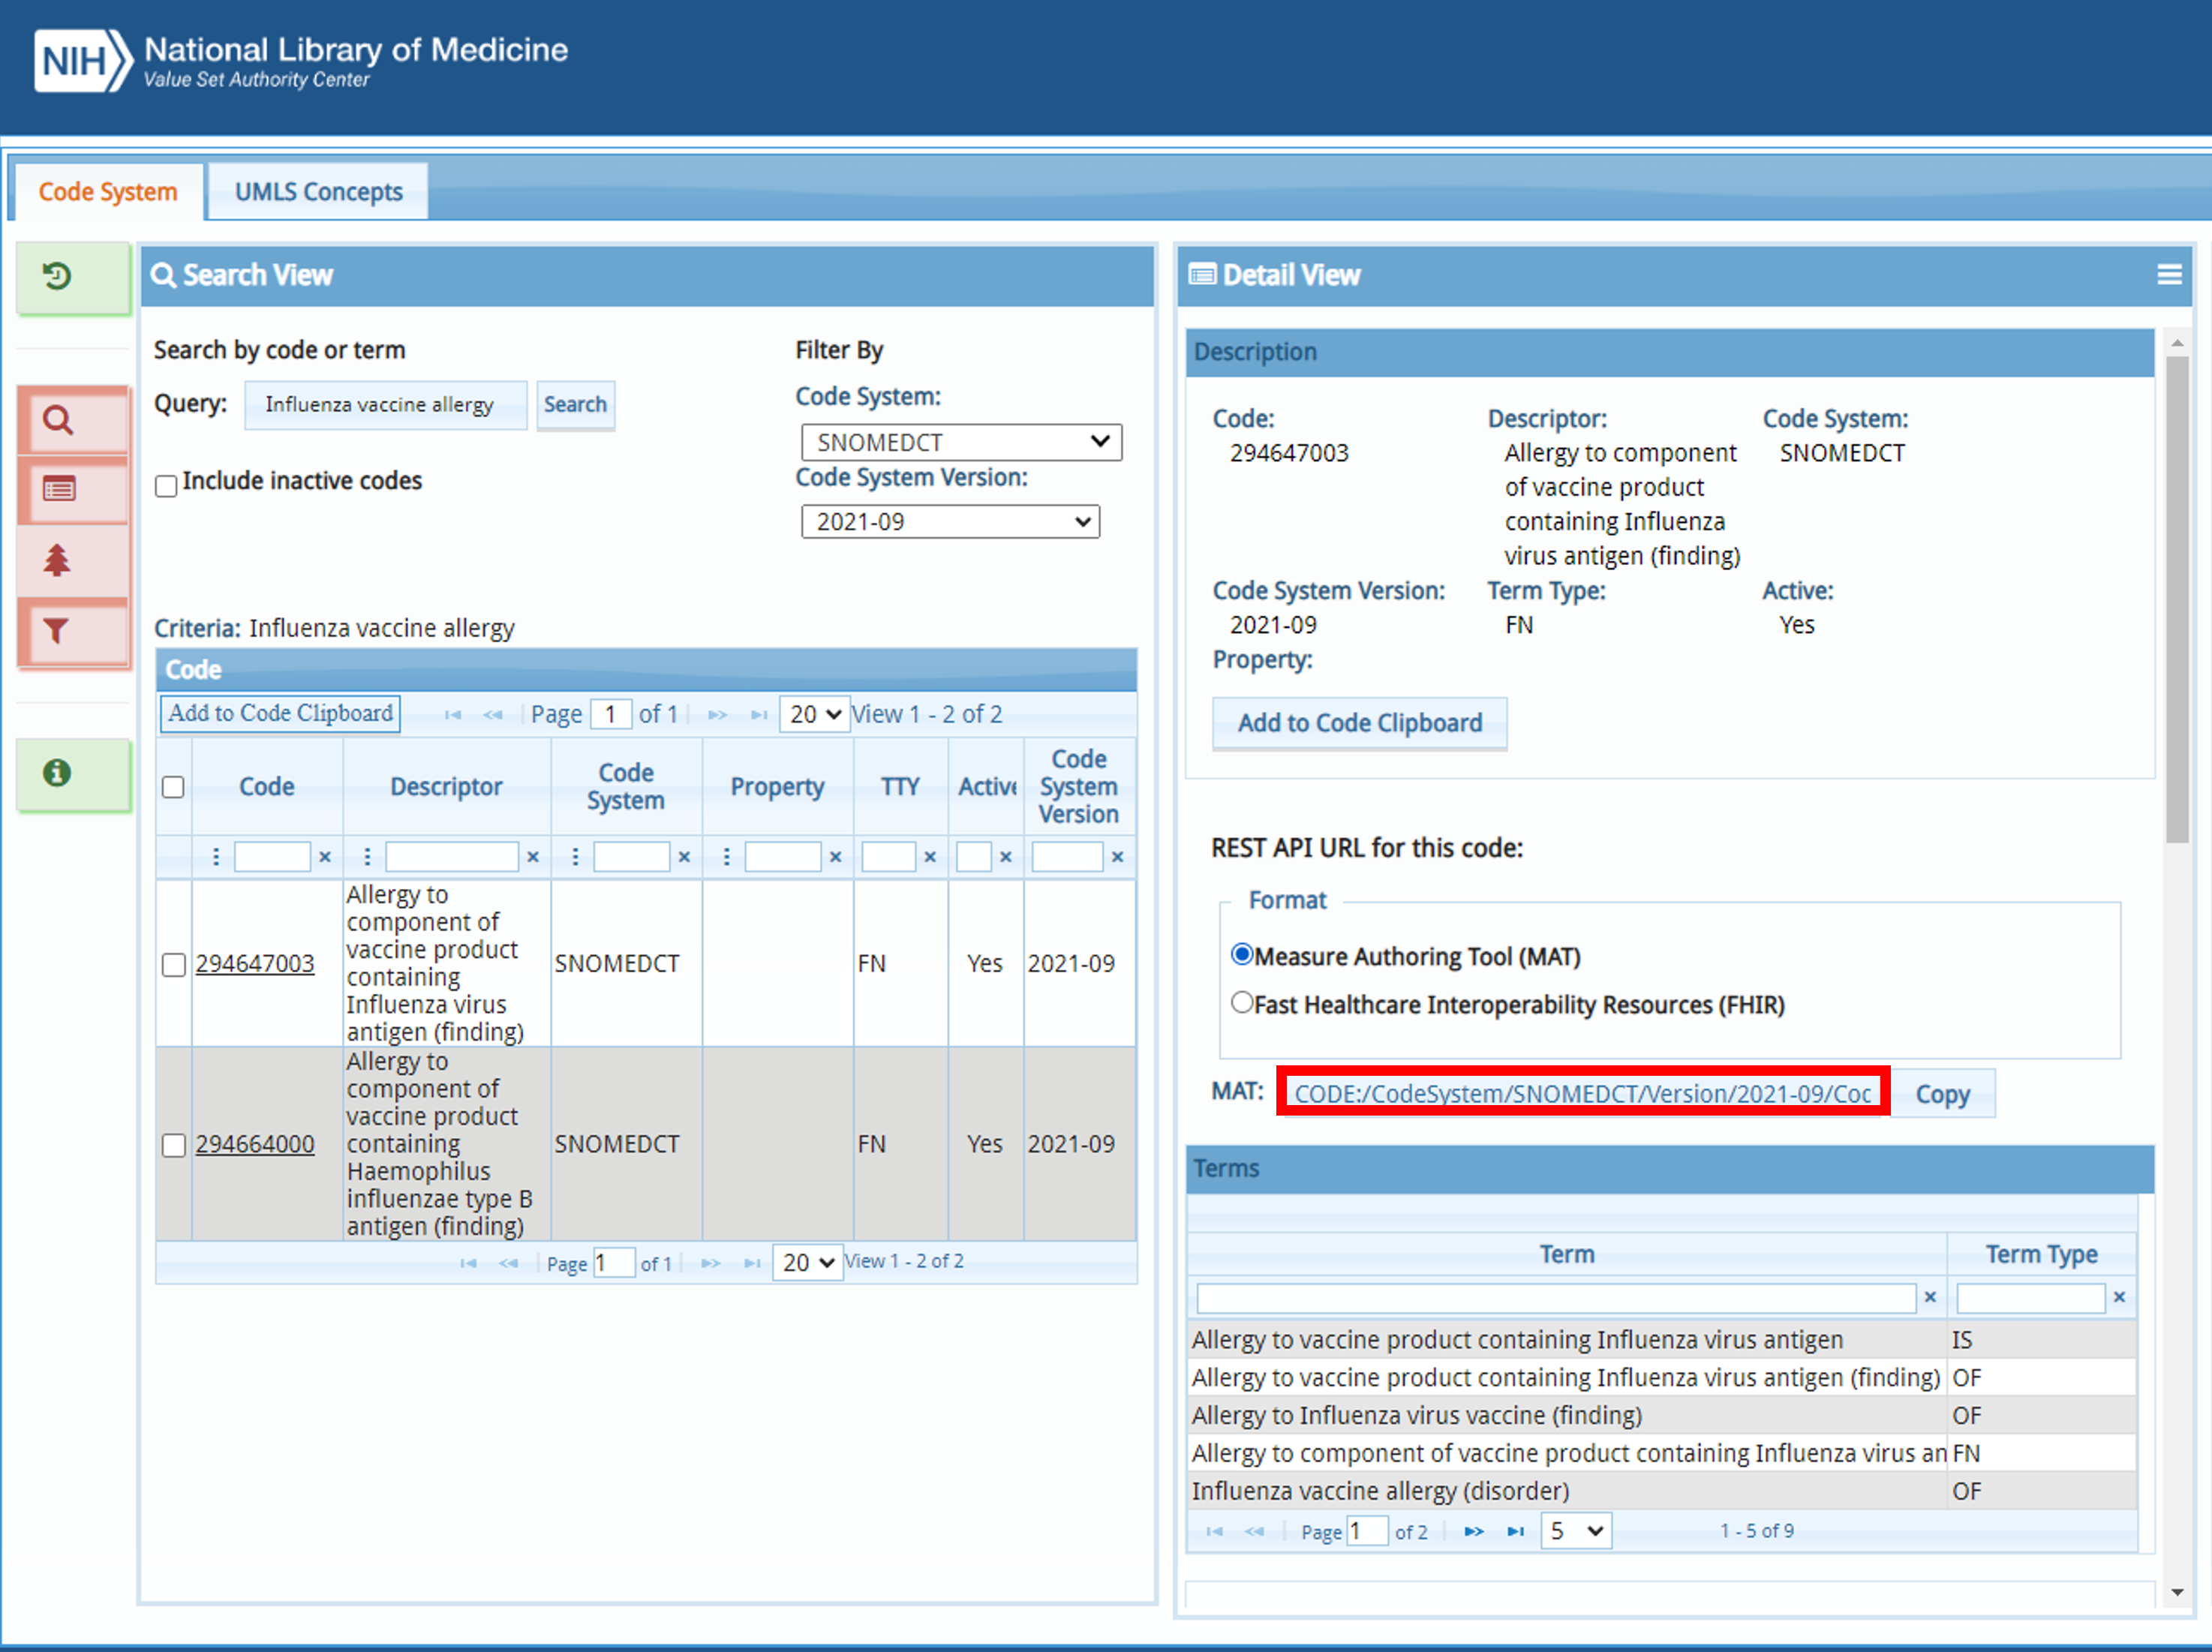 NIH National Library of Medicine
Value Set Authority Center
Code System
UMLS Concepts
Search View
Search by code or term
Query: Influenza vaccine allergy Search
Include inactive codes
Filter By
Code System:
SNOMEDCT
Code System Version:
2021-09
Criteria: Influenza vaccine allergy
Code
Add to Code Clipboard Page 1 of 1 20 View 1 - 2 of 2
Code Descriptor Code System Property TTY Active Code System Version
294647003 Allergy to component of vaccine product containing Influenza virus antigen (finding) SNOMEDCT FN Yes 2021-09
294664000 Allergy to component of vaccine product containing Haemophilus influenzae type B antigen (finding) SNOMEDCT FN Yes 2021-09
Page 1 of 1 20 View 1 - 2 of 2
Detail View
Description
Code: Descriptor: Code System:
294647003 Allergy to component SNOMEDCT
of vaccine product
containing Influenza
virus antigen (finding)
Code System Version: Term Type: Active:
2021-09 FN Yes
Property:
Add to Code Clipboard
REST API URL for this code:
Format
Measure Authoring Tool (MAT)
Fast Healthcare Interoperability Resources (FHIR)
MAT: CODE:/CodeSystem/SNOMEDCT/Version/2021-09/Coc Copy
Terms
Term Term Type
Allergy to vaccine product containing Influenza virus antigen IS
Allergy to vaccine product containing Influenza virus antigen (finding) OF
Allergy to Influenza virus vaccine (finding) OF
Allergy to component of vaccine product containing Influenza virus an FN
Influenza vaccine allergy (disorder) OF
Page 1 of 2 5 1 - 5 of 9